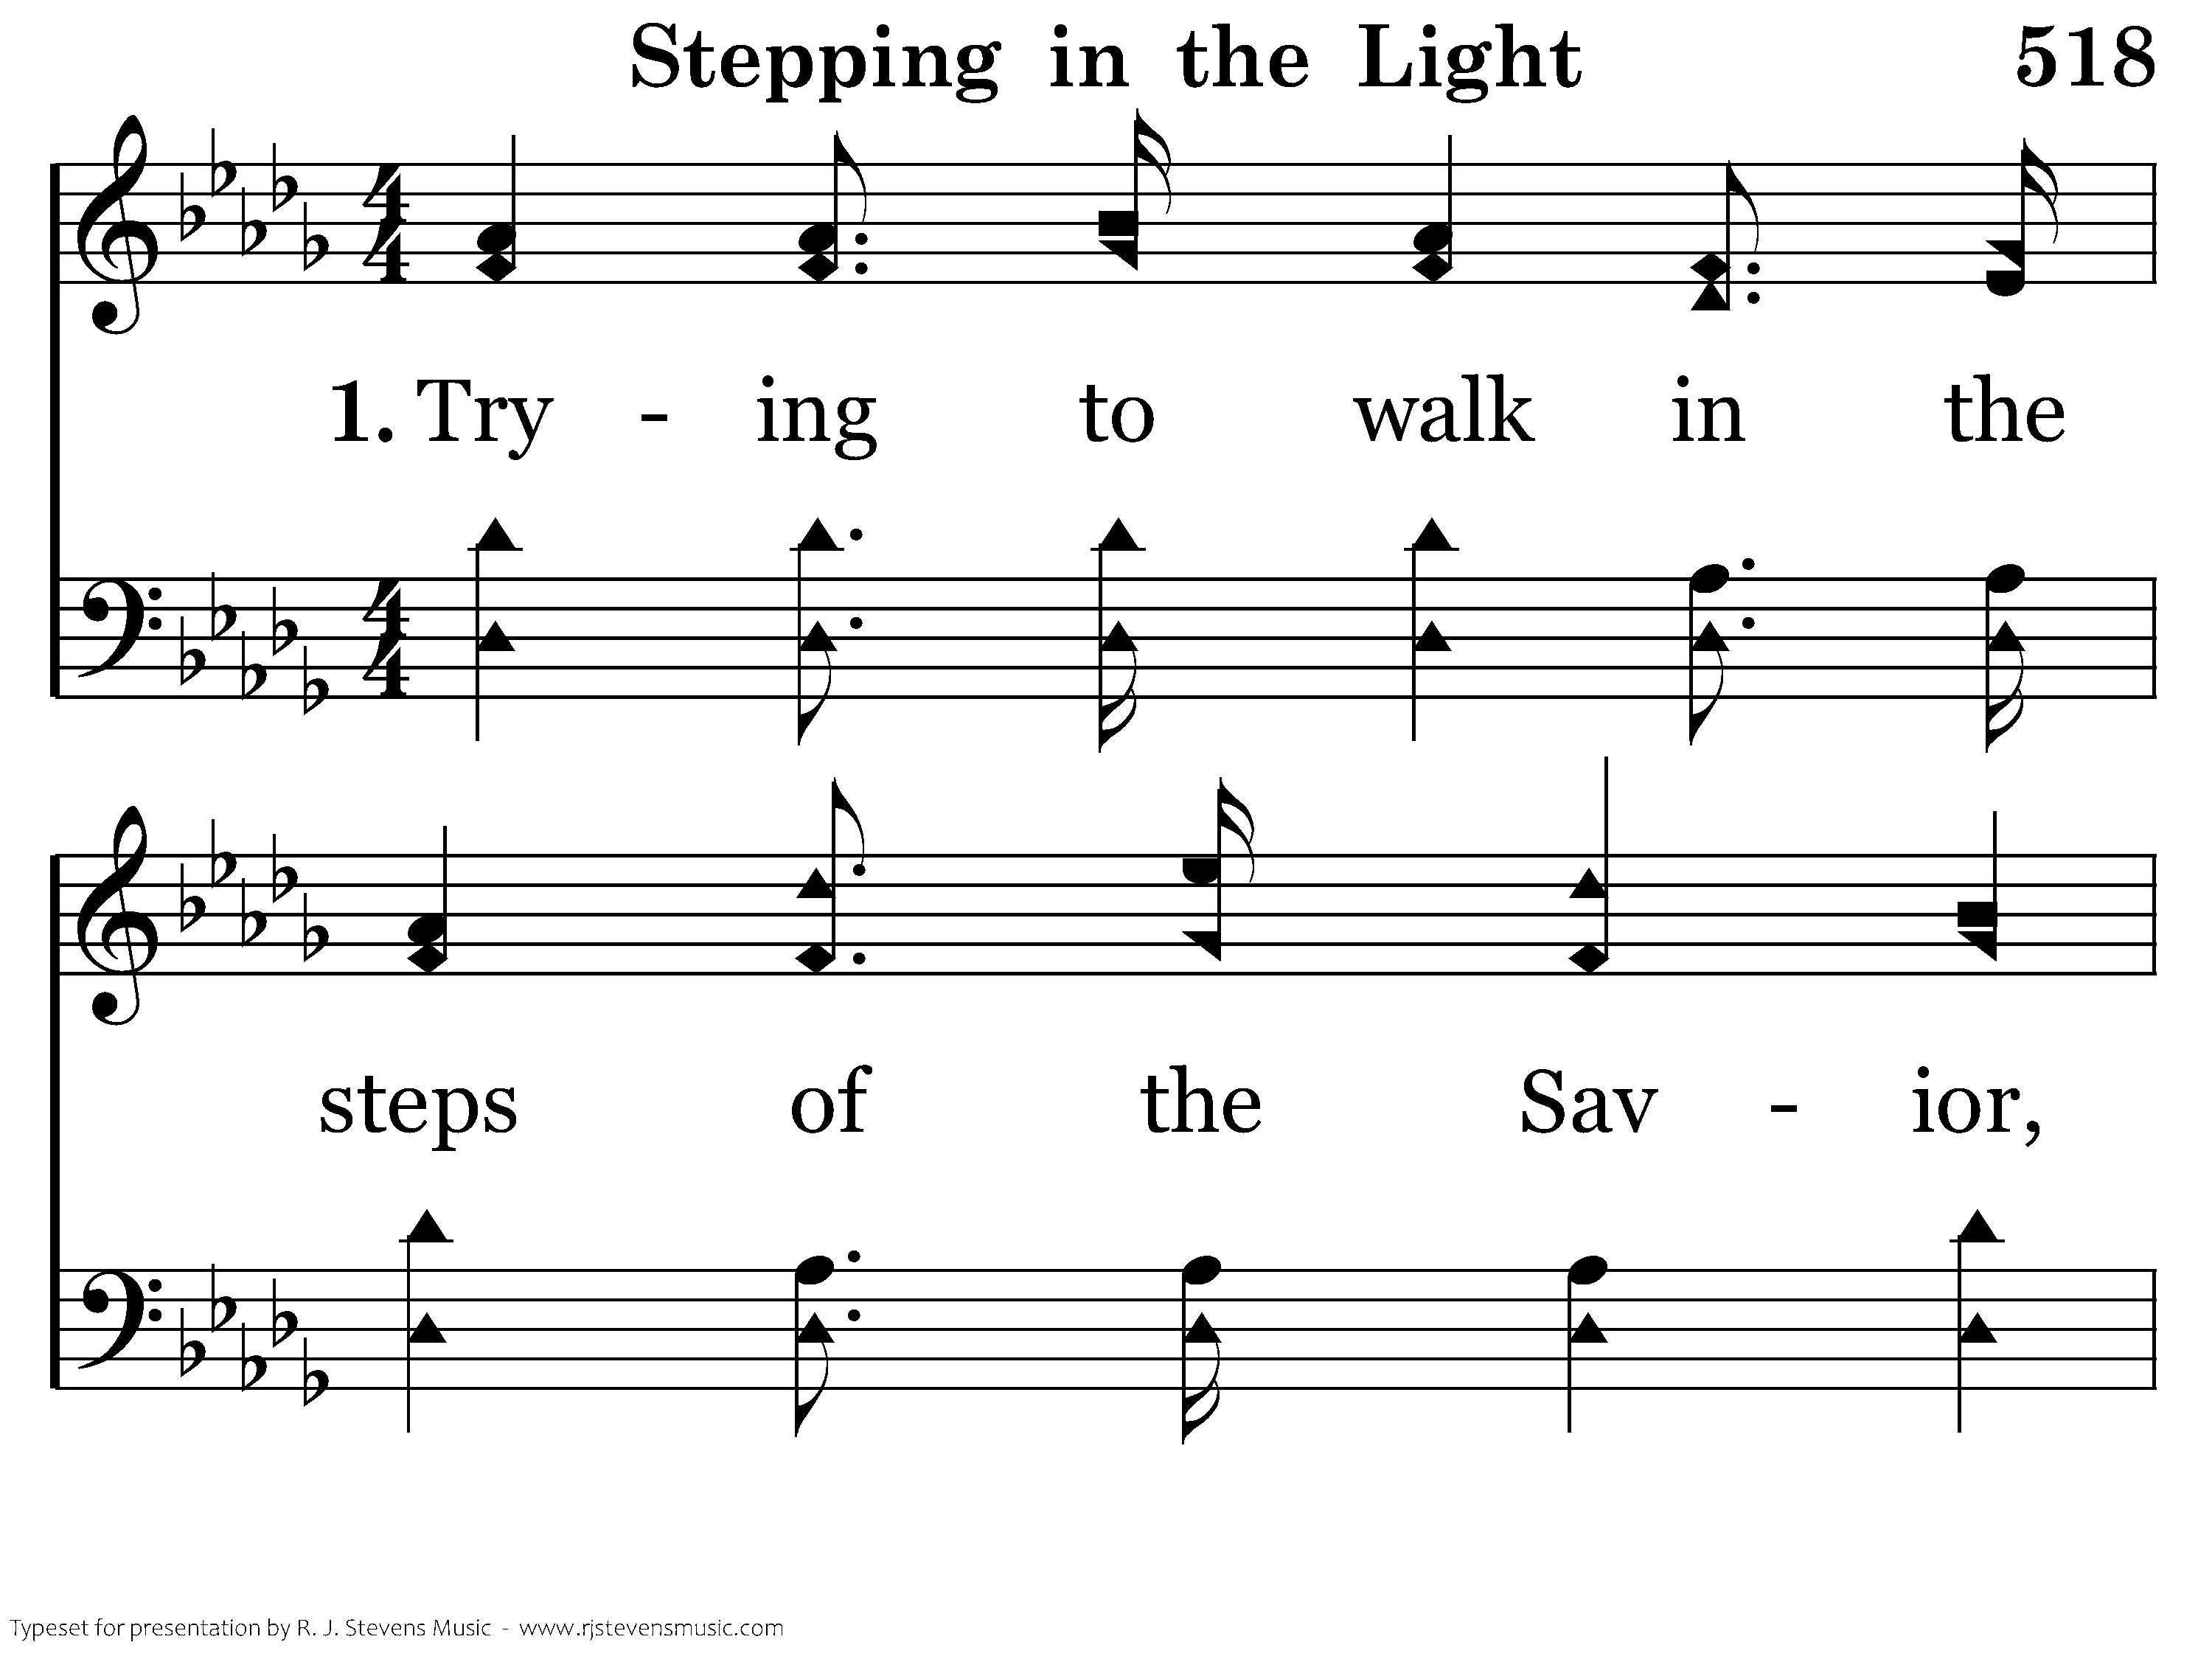 Stepping in the Light 518
1. Try - ing to walk in the
steps of the Sav - ior,
Typeset for presentation by R. J. Stevens Music - www.rjstevensmusic.com